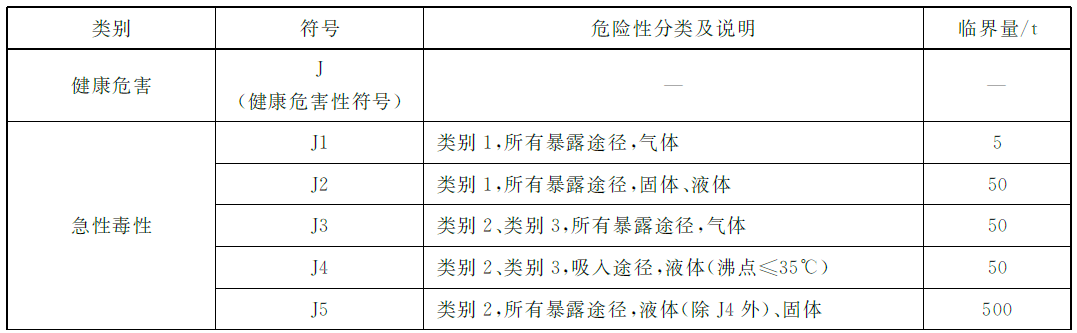 类别 符号 危险性分类及说明 临界量/t
健康危害 J
(健康危害性符号) — —
急性毒性 J1 类别1,所有暴露途径,气体 5
J2 类别1,所有暴露途径,固体、液体 50
J3 类别2、类别3,所有暴露途径,气体 50
J4 类别2、类别3,吸入途径,液体(沸点≤35℃) 50
J5 类别2,所有暴露途径,液体(除J4外)、固体 500